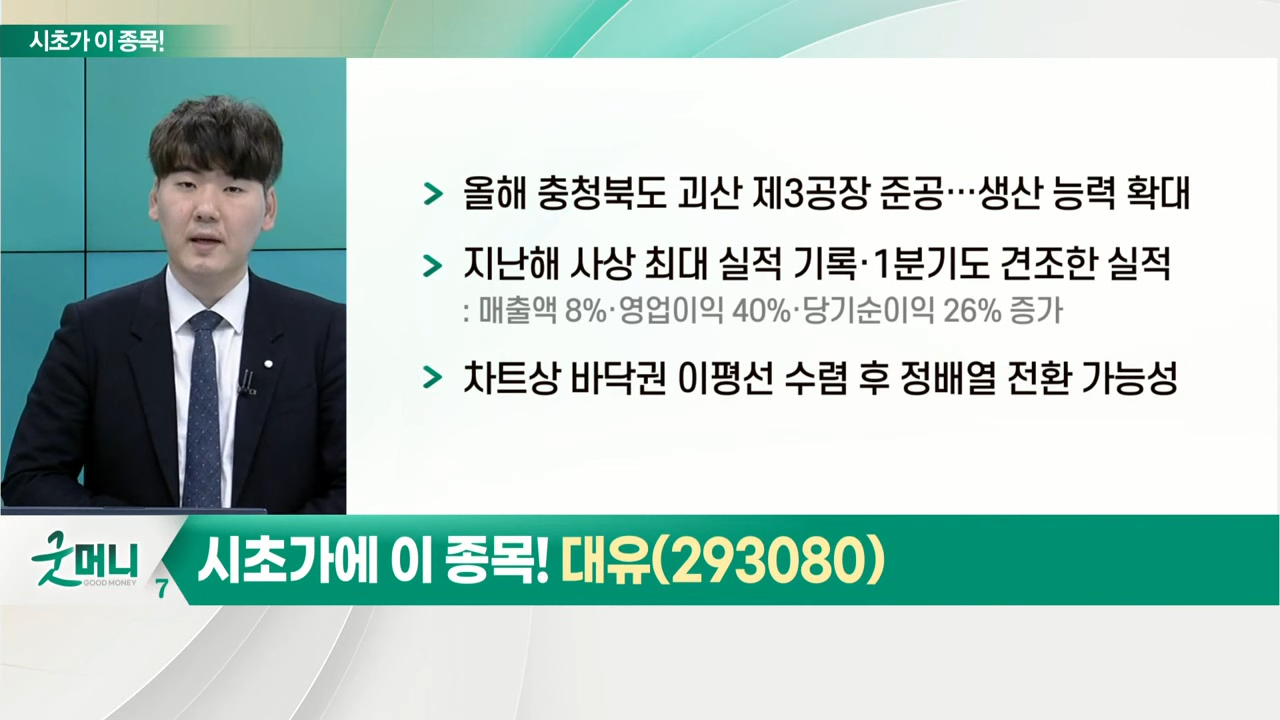 시초가 이 종목!
올해 충청북도 괴산 제3공장 준공…생산 능력 확대
지난해 사상 최대 실적 기록·1분기도 견조한 실적
: 매출액 8%·영업이익 40%·당기순이익 26% 증가
차트상 바닥권 이평선 수렴 후 정배열 전환 가능성
굿머니
GOOD MONEY
7
시초가에 이 종목! 대유(293080)